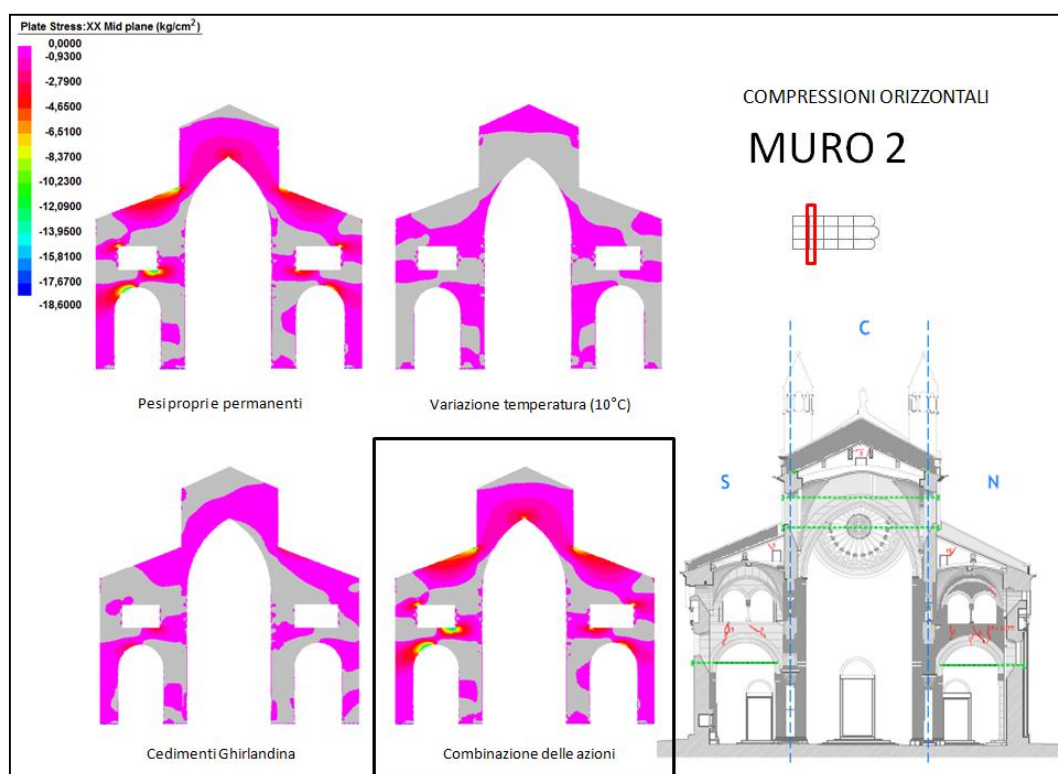 Plate Stress:XX Mid plane (kg/cm²)
0,0000
-0,9300
-2,7900
-4,6500
-6,5100
-8,3700
-10,2300
-12,0900
-13,9500
-15,8100
-17,6700
-18,6000
COMPRESSIONI ORIZZONTALI
MURO 2
Pesi propri e permanenti
Variazione temperatura (10°C)
C
S
N
Cedimenti Ghirlandina
Combinazione delle azioni